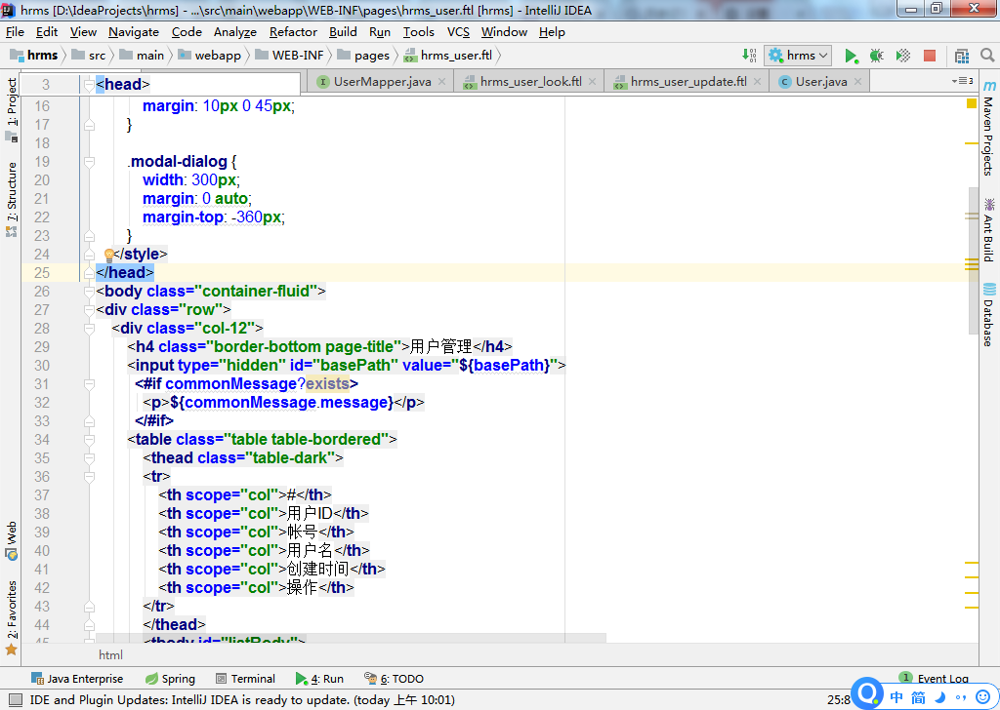 hrms [D:\IdeaProjects\hrms] - ...\src\main\webapp\WEB-INF\pages\hrms_user.ftl [hrms] - IntelliJ IDEA
File Edit View Navigate Code Analyze Refactor Build Run Tools VCS Window Help
hrms src main webapp WEB-INF pages hrms_user.ftl hrms
3 <head> UserMapper.java hrms_user_look.ftl hrms_user_update.ftl User.java 3
16 margin: 10px 0 45px;
17 }
18
19 .modal-dialog {
20 width: 300px;
21 margin: 0 auto;
22 margin-top: -360px;
23 }
24 </style>
25 </head>
26 <body class="container-fluid">
27 <div class="row">
28 <div class="col-12">
29 <h4 class="border-bottom page-title">用户管理</h4>
30 <input type="hidden" id="basePath" value="${basePath}">
31 <#if commonMessage?exists>
32 <p>${commonMessage.message}</p>
33 </#if>
34 <table class="table table-bordered">
35 <thead class="table-dark">
36 <tr>
37 <th scope="col">#</th>
38 <th scope="col">用户ID</th>
39 <th scope="col">帐号</th>
40 <th scope="col">用户名</th>
41 <th scope="col">创建时间</th>
42 <th scope="col">操作</th>
43 </tr>
44 </thead>
45 <tbody id="listBody">
1: Project
7: Structure
Web
2: Favorites
Maven Projects
Ant Build
Database
html
Java Enterprise Spring Terminal 4: Run 6: TODO 1 Event Log
IDE and Plugin Updates: IntelliJ IDEA is ready to update. (today 上午 10:01) 25:8
中 简